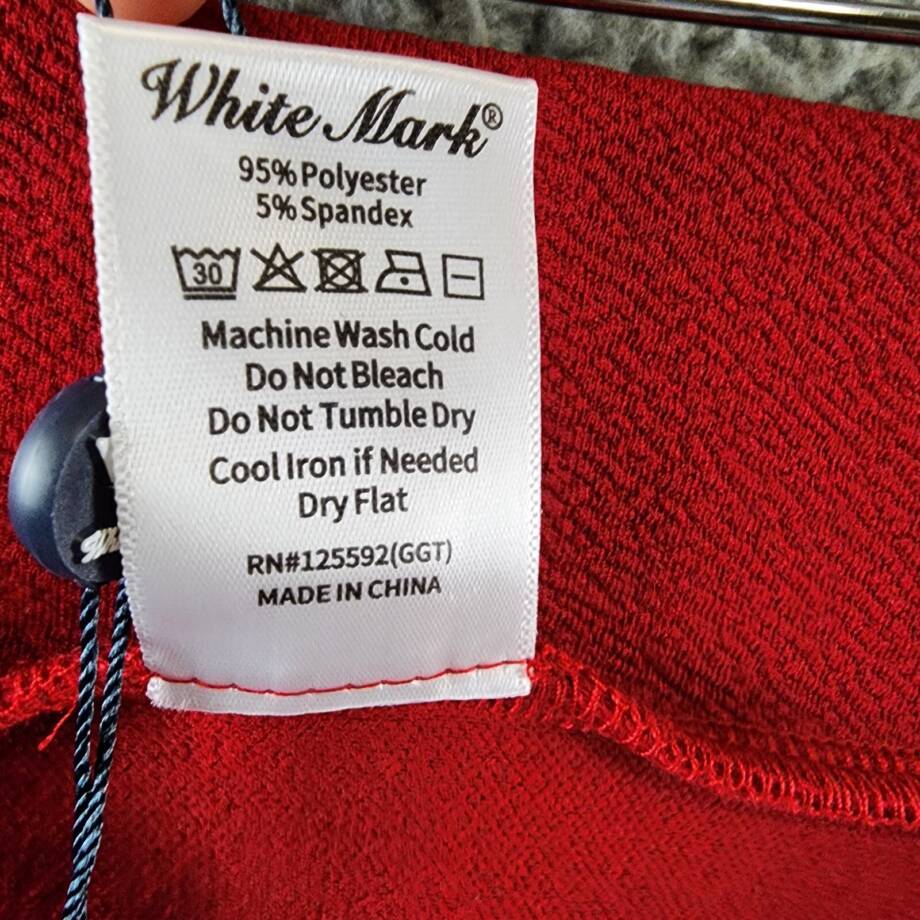 White Mark®
95% Polyester
5% Spandex
30
Machine Wash Cold
Do Not Bleach
Do Not Tumble Dry
Cool Iron if Needed
Dry Flat
RN#125592(GGT)
MADE IN CHINA